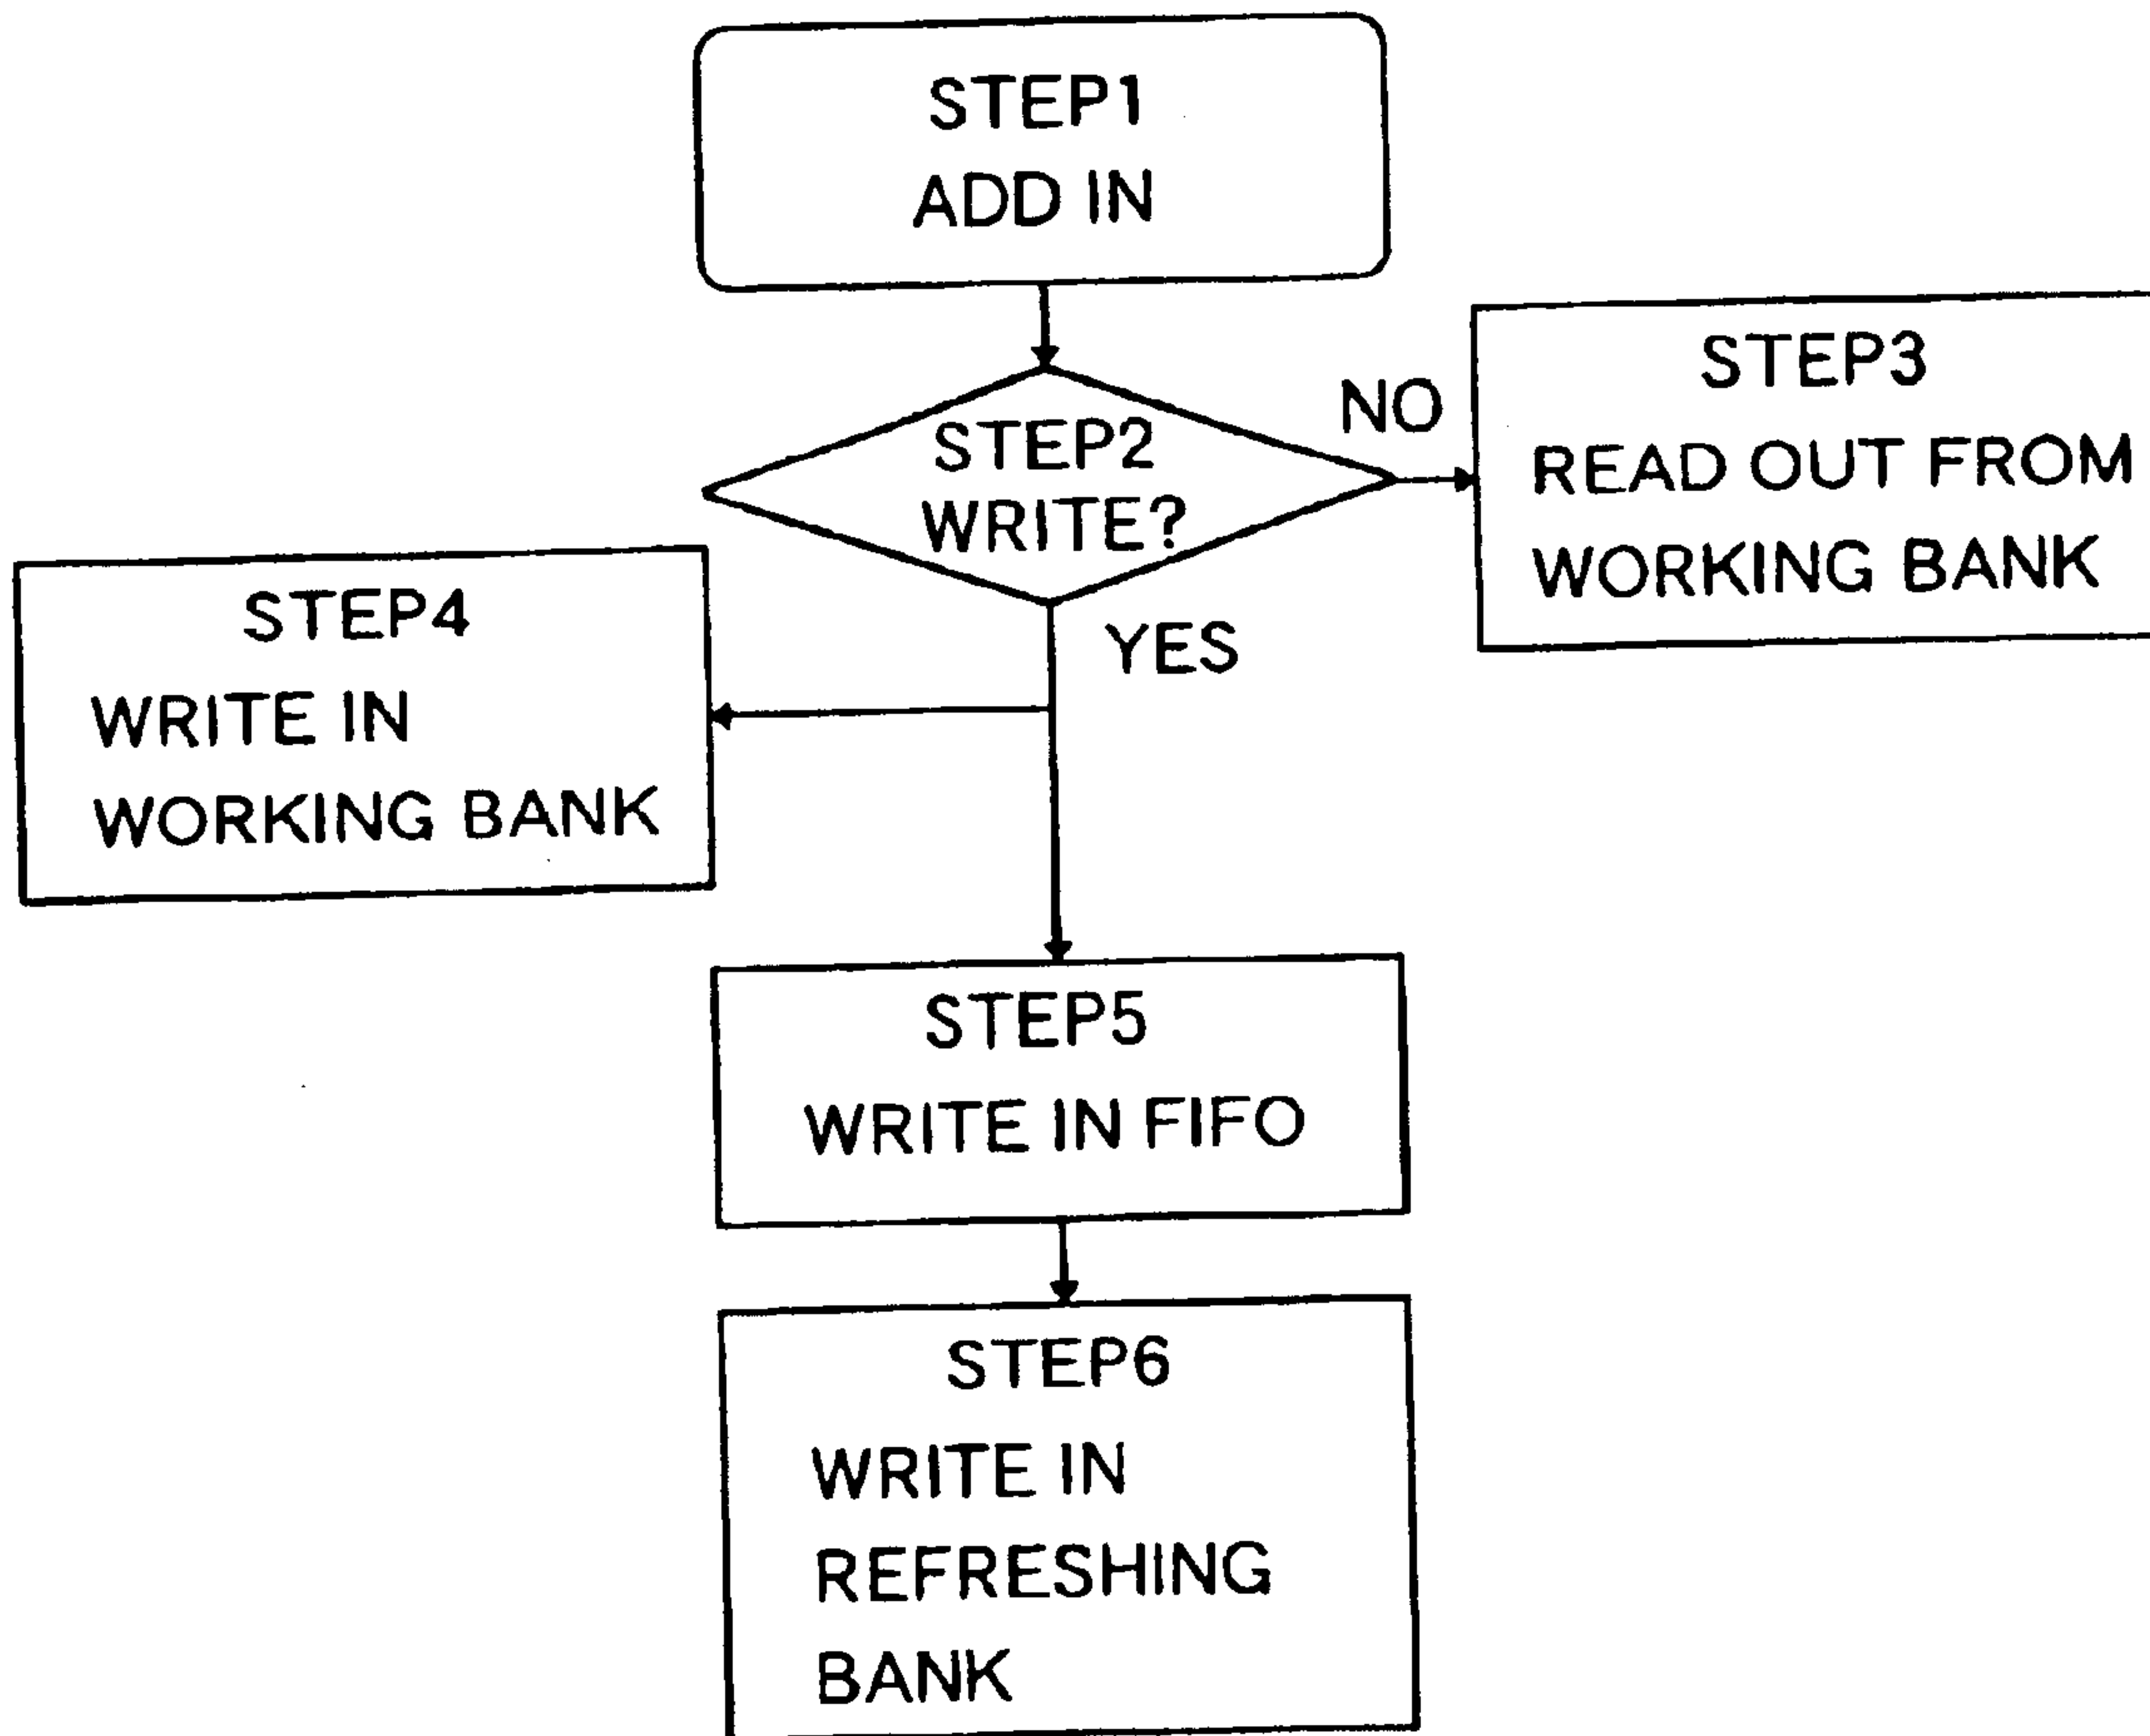 STEP1
ADD IN
STEP2
WRITE?
NO
STEP3
READ OUT FROM
WORKING BANK
YES
STEP4
WRITE IN
WORKING BANK
STEP5
WRITE IN FIFO
STEP6
WRITE IN
REFRESHING
BANK